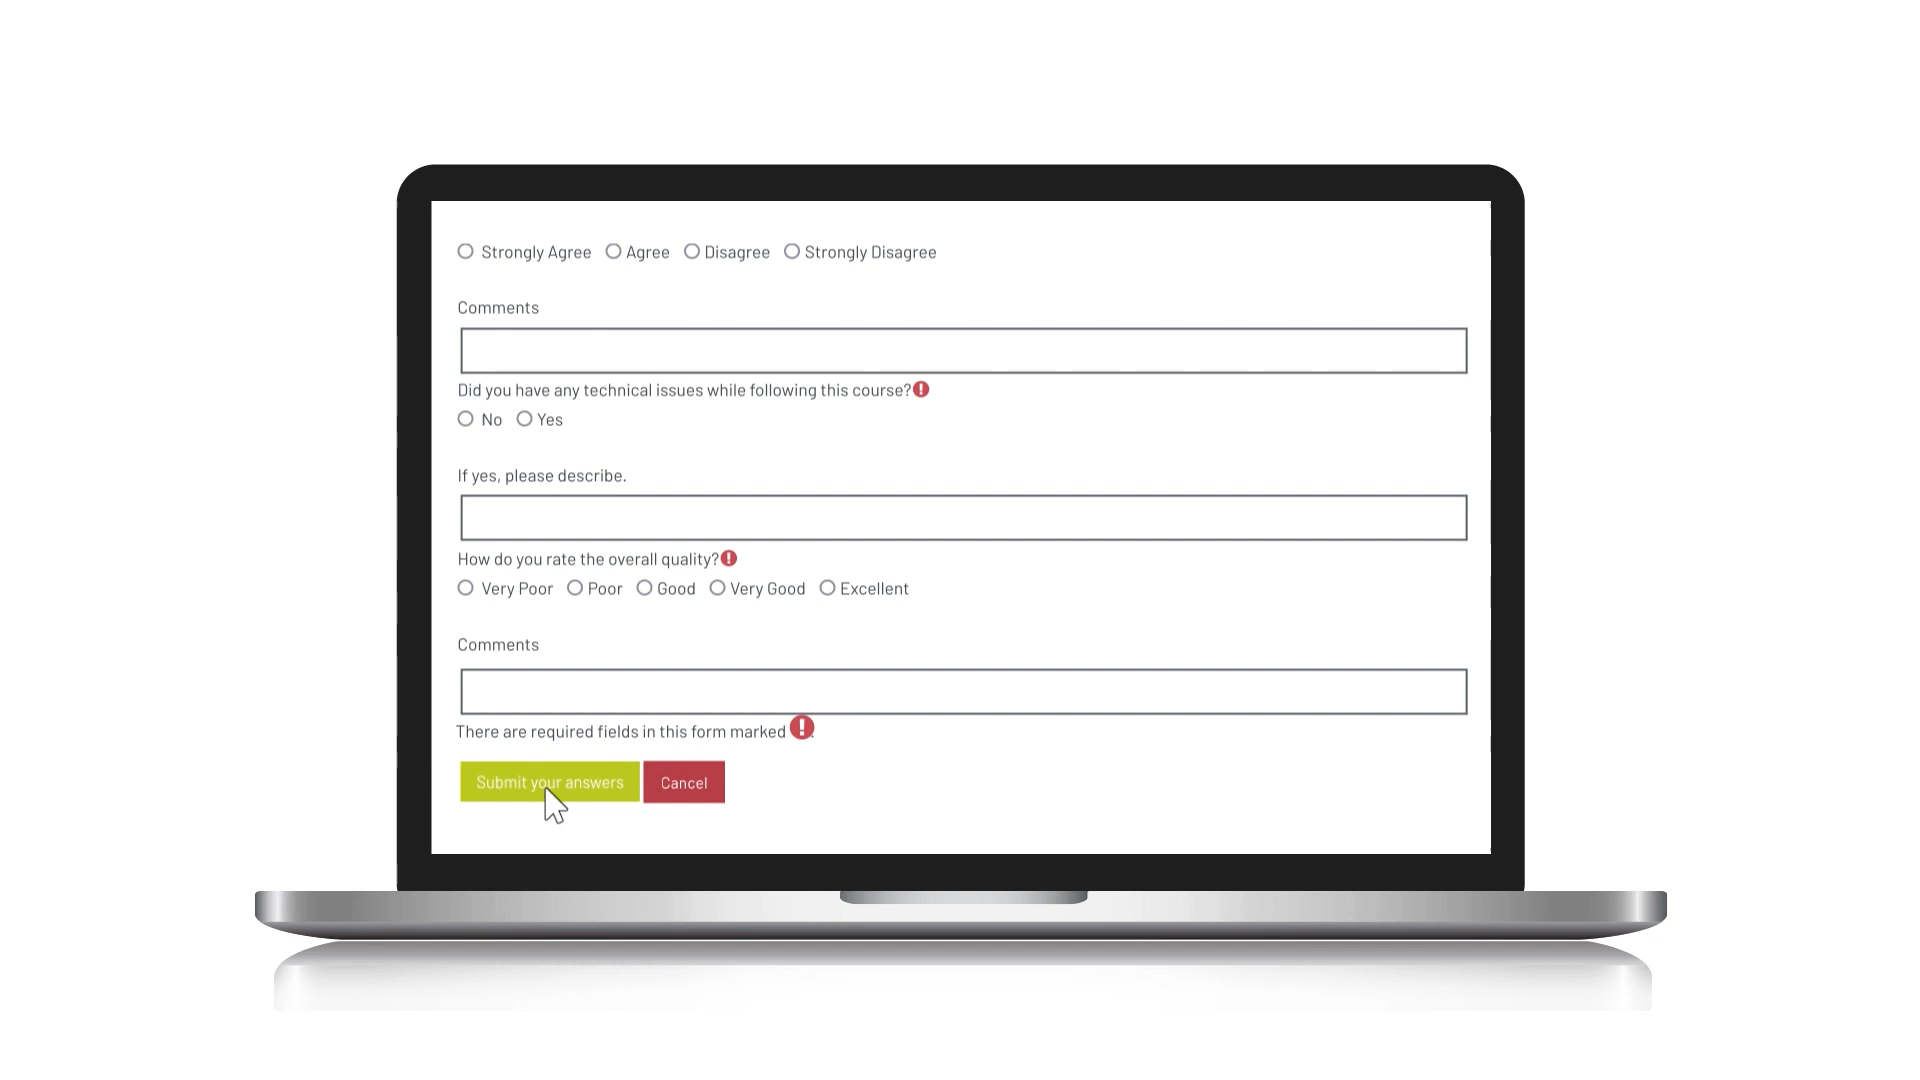 Strongly Agree Agree Disagree Strongly Disagree
Comments
Did you have any technical issues while following this course?
No Yes
If yes, please describe.
How do you rate the overall quality?
Very Poor Poor Good Very Good Excellent
Comments
There are required fields in this form marked .
Submit your answers Cancel